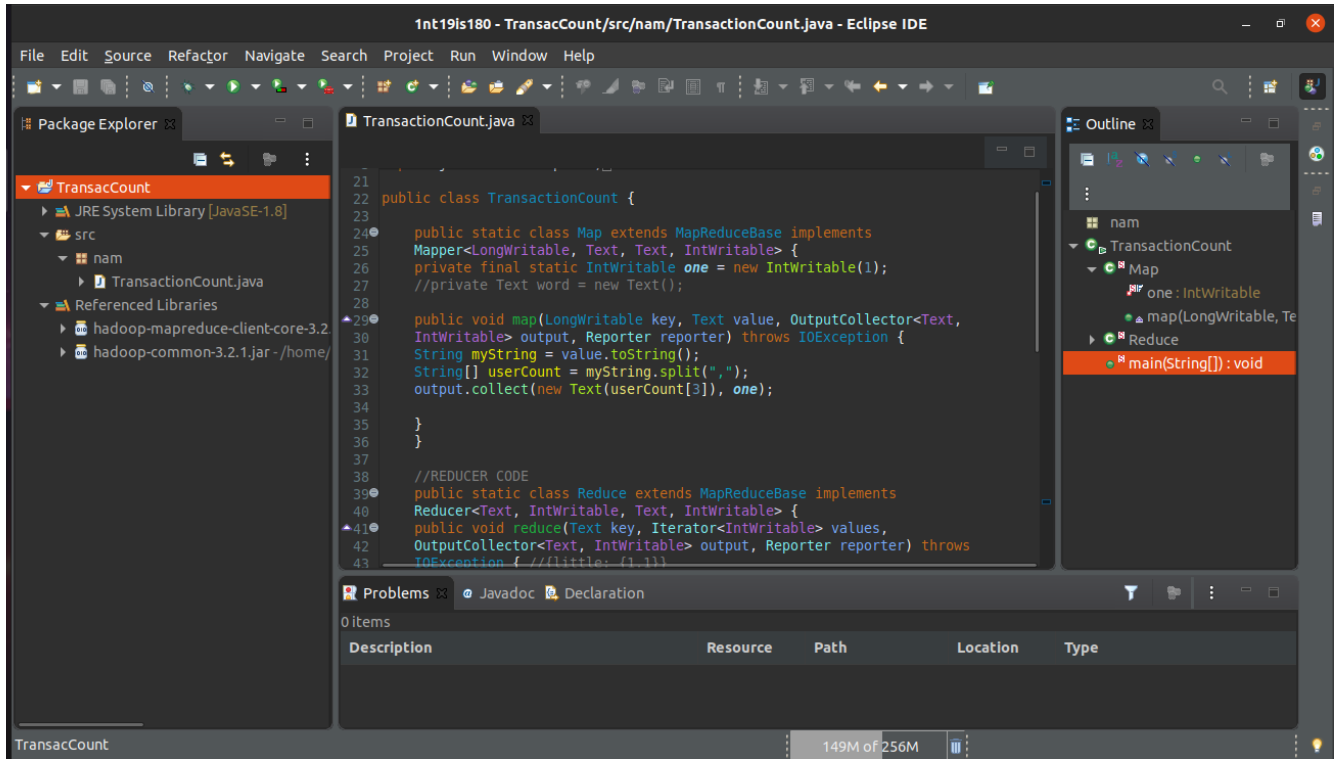 1nt19is180 - TransacCount/src/nam/TransactionCount.java - Eclipse IDE
File Edit Source Refactor Navigate Search Project Run Window Help
Package Explorer
TransacCount
JRE System Library [JavaSE-1.8]
src
nam
TransactionCount.java
Referenced Libraries
hadoop-mapreduce-client-core-3.2
hadoop-common-3.2.1.jar - /home/
TransactionCount.java
21
22 public class TransactionCount {
23
24 public static class Map extends MapReduceBase implements
25 Mapper<LongWritable, Text, Text, IntWritable> {
26 private final static IntWritable one = new IntWritable(1);
27 //private Text word = new Text();
28
29 public void map(LongWritable key, Text value, OutputCollector<Text,
30 IntWritable> output, Reporter reporter) throws IOException {
31 String myString = value.toString();
32 String[] userCount = myString.split(",");
33 output.collect(new Text(userCount[3]), one);
34
35 }
36 }
37
38 //REDUCER CODE
39 public static class Reduce extends MapReduceBase implements
40 Reducer<Text, IntWritable, Text, IntWritable> {
41 public void reduce(Text key, Iterator<IntWritable> values,
42 OutputCollector<Text, IntWritable> output, Reporter reporter) throws
43 IOException { //{little: {1,1}}
Outline
nam
TransactionCount
Map
one : IntWritable
map(LongWritable, Te
Reduce
main(String[]) : void
Problems Javadoc Declaration
0 items
Description Resource Path Location Type
TransacCount
149M of 256M